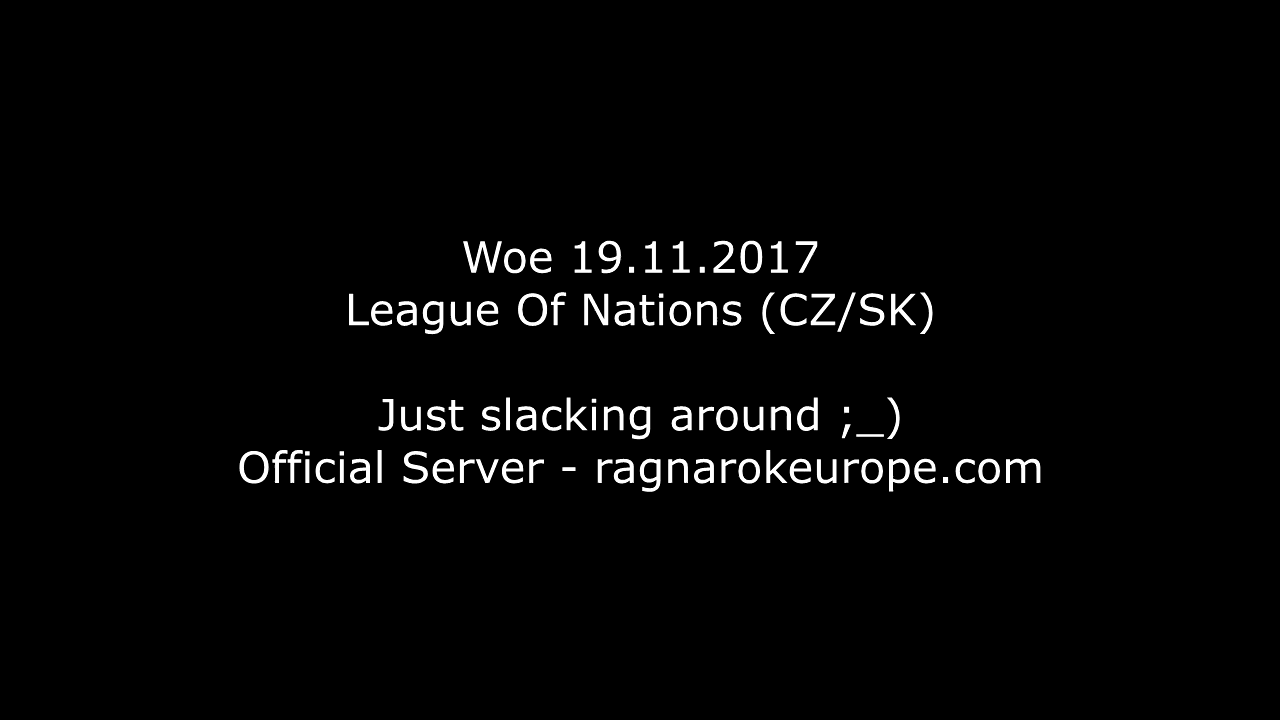 Woe 19.11.2017
League Of Nations (CZ/SK)
Just slacking around ;_)
Official Server - ragnarokeurope.com